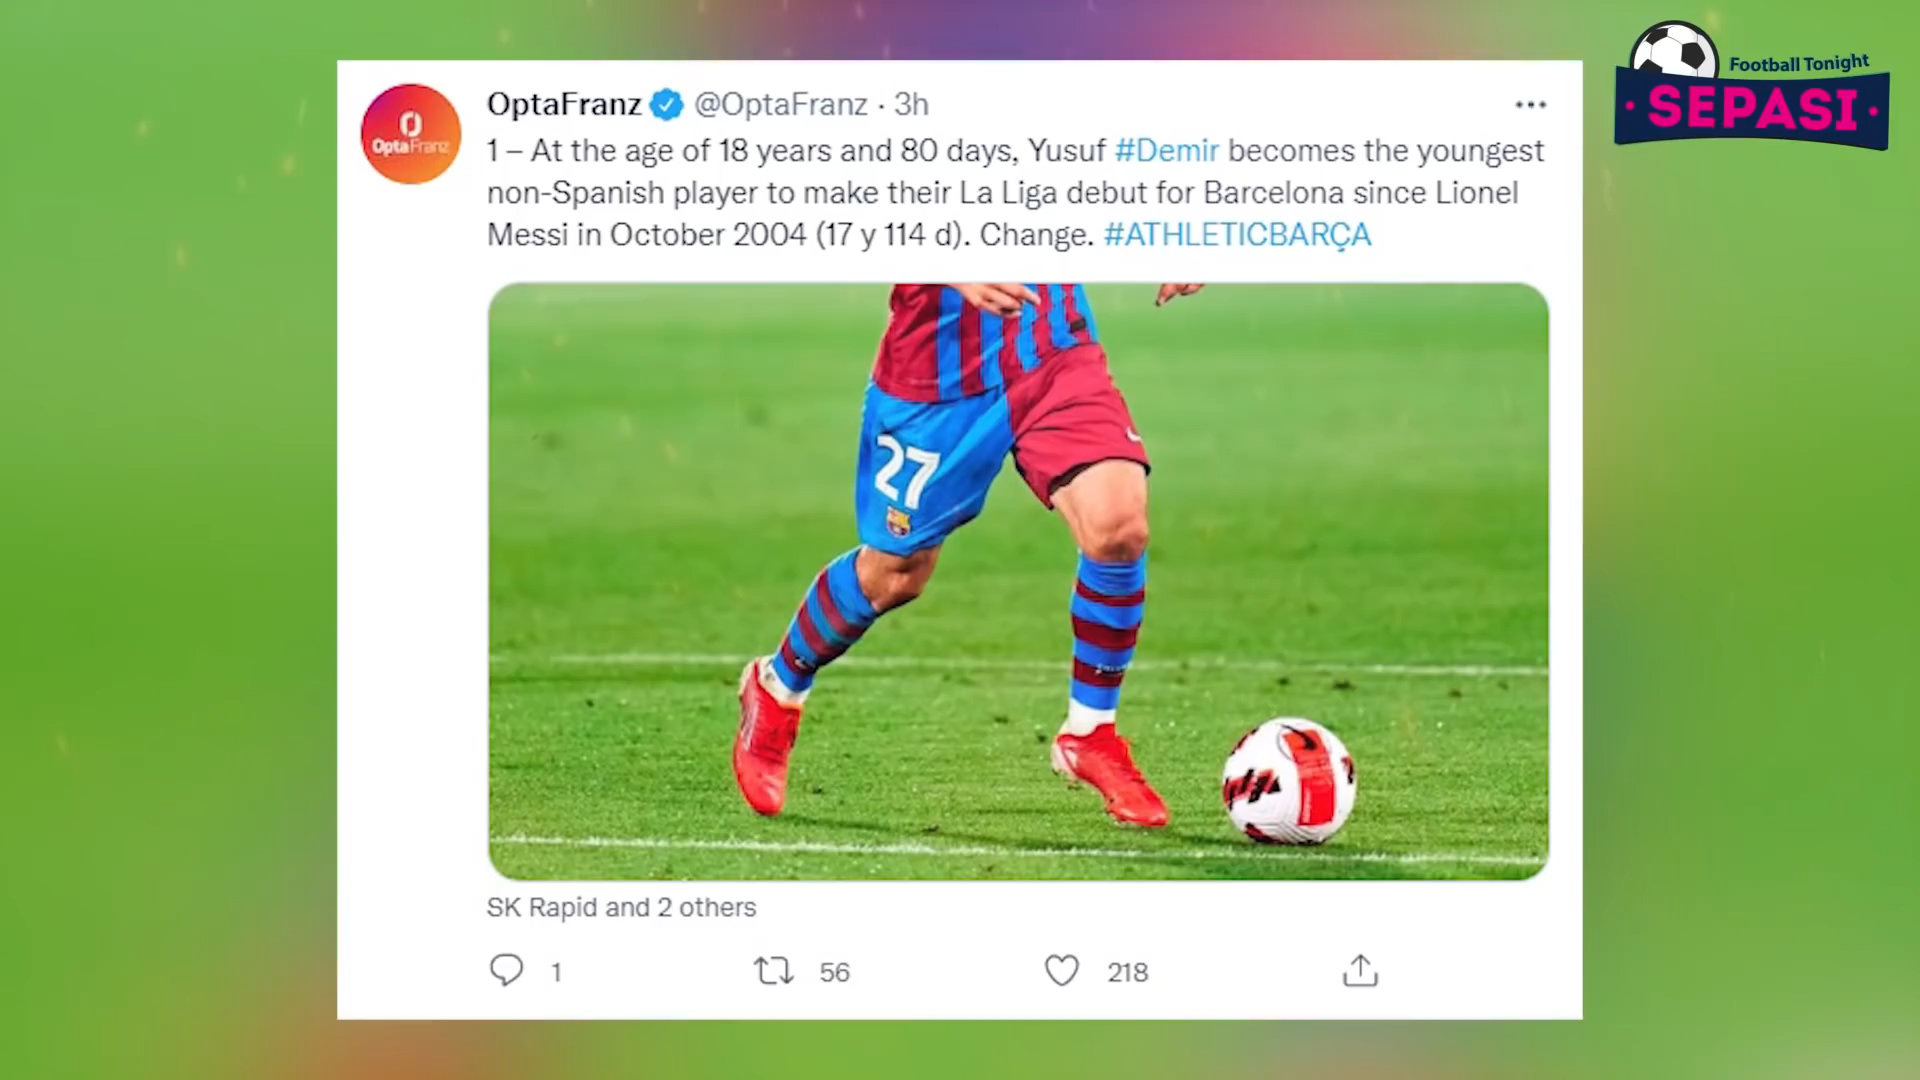 Football Tonight
SEPASI
OptaFranz @OptaFranz · 3h
OptaFranz
1 – At the age of 18 years and 80 days, Yusuf #Demir becomes the youngest
non-Spanish player to make their La Liga debut for Barcelona since Lionel
Messi in October 2004 (17 y 114 d). Change. #ATHLETICBARÇA
27
SK Rapid and 2 others
1 56 218